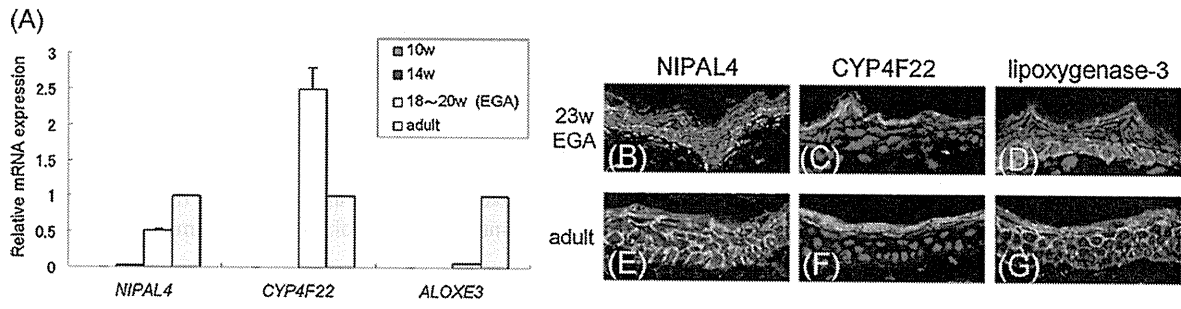 (A)
Relative mRNA expression
3
2.5
2
1.5
1
0.5
0
10w
14w
18~20w (EGA)
adult
NIPAL4
CYP4F22
ALOXE3
NIPAL4
CYP4F22
lipoxygenase-3
23w
EGA
(B)
(C)
(D)
adult
(E)
(F)
(G)